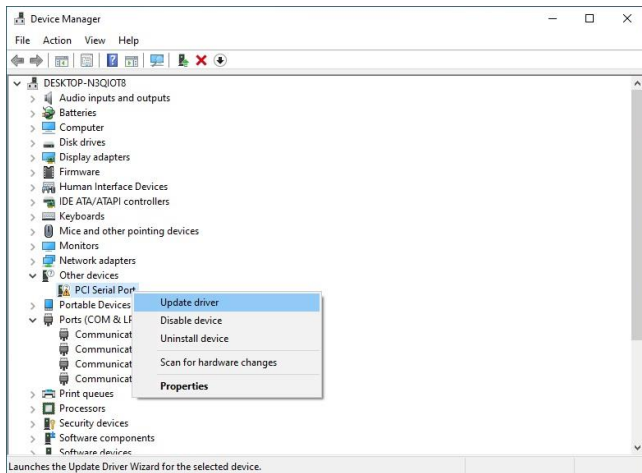 Device Manager
File Action View Help
DESKTOP-N3QIOT8
Audio inputs and outputs
Batteries
Computer
Disk drives
Display adapters
Firmware
Human Interface Devices
IDE ATA/ATAPI controllers
Keyboards
Mice and other pointing devices
Monitors
Network adapters
Other devices
PCI Serial Port
Update driver
Disable device
Uninstall device
Scan for hardware changes
Properties
Portable Devices
Ports (COM & LP
Communicat
Communicat
Communicat
Communicat
Print queues
Processors
Security devices
Software components
Software devices
Launches the Update Driver Wizard for the selected device.